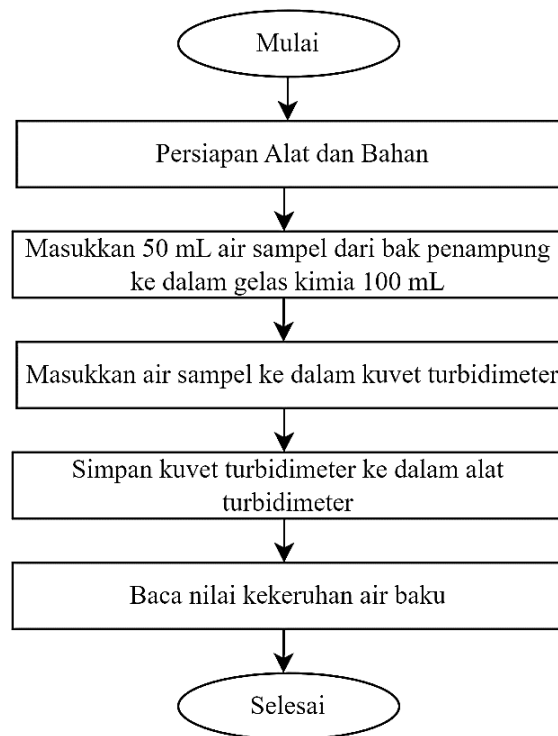 Mulai
Persiapan Alat dan Bahan
Masukkan 50 mL air sampel dari bak penampung
ke dalam gelas kimia 100 mL
Masukkan air sampel ke dalam kuvet turbidimeter
Simpan kuvet turbidimeter ke dalam alat
turbidimeter
Baca nilai kekeruhan air baku
Selesai